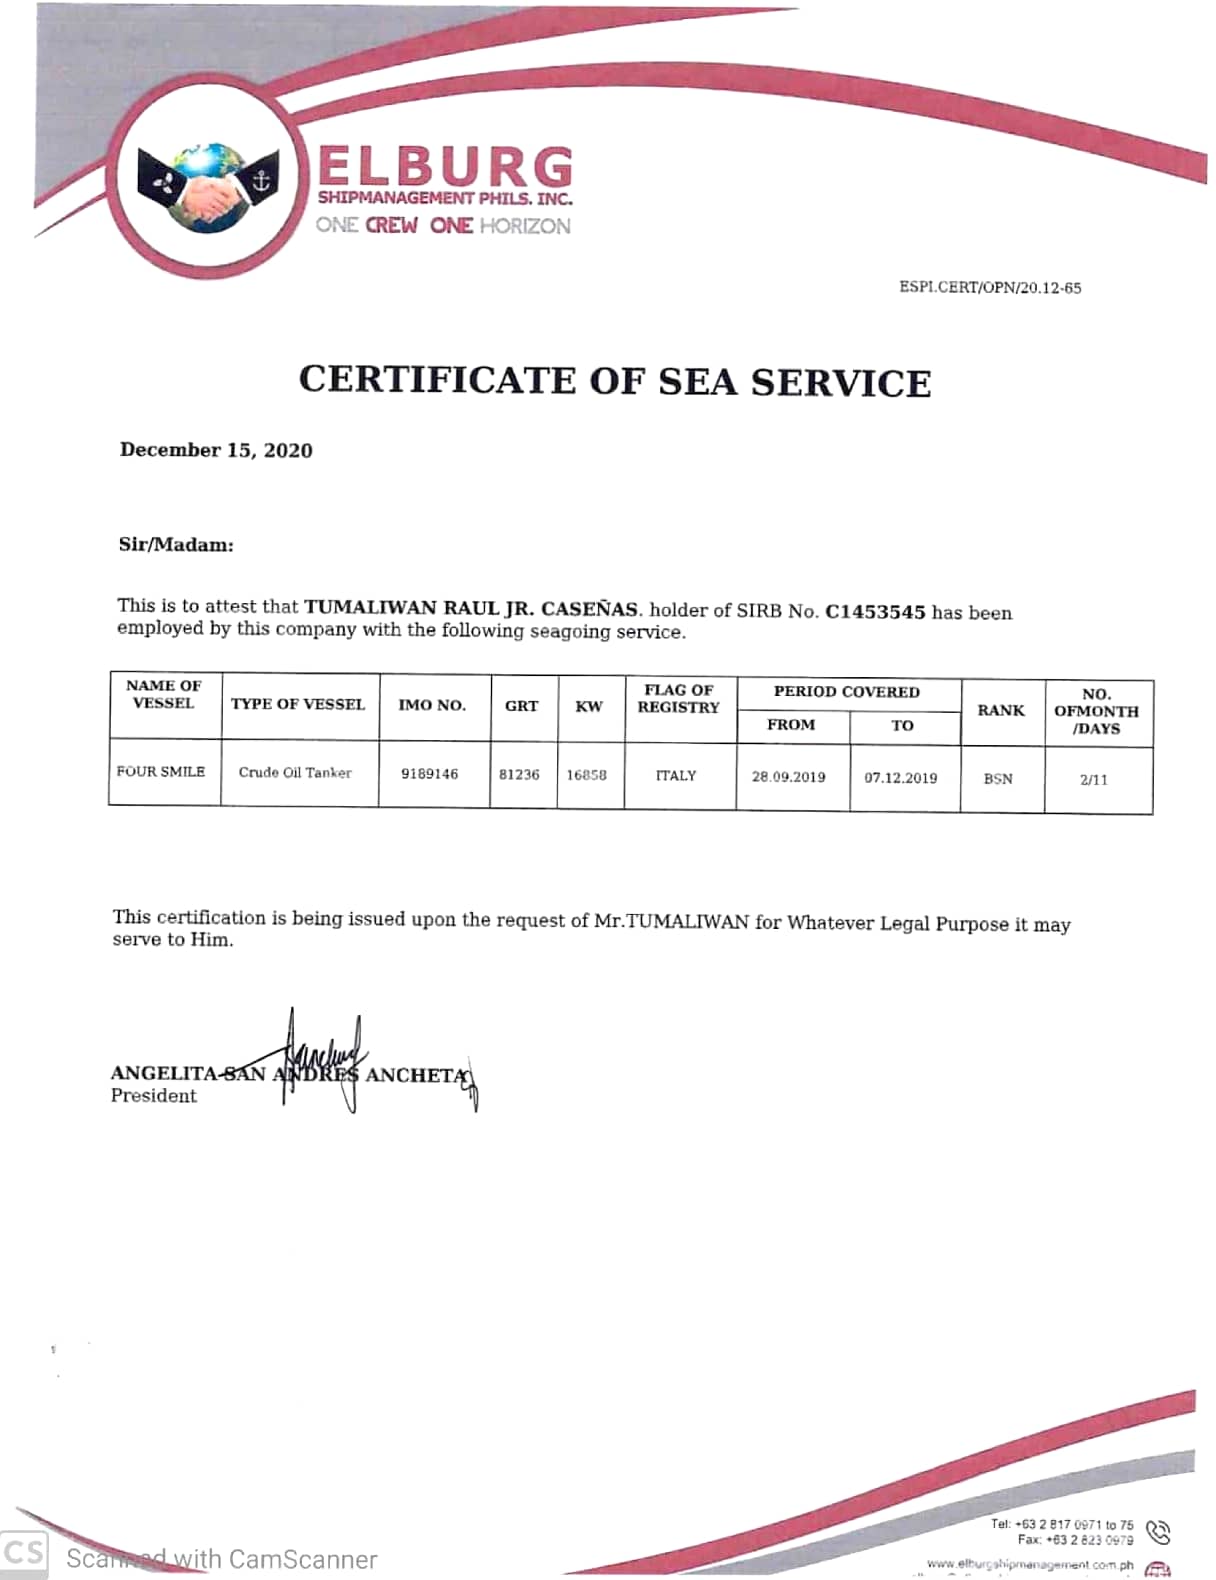 ELBURG
SHIPMANAGEMENT PHILS. INC.
ONE CREW ONE HORIZON
ESPI.CERT/OPN/20.12-65
CERTIFICATE OF SEA SERVICE
December 15, 2020
Sir/Madam:
This is to attest that TUMALIWAN RAUL JR. CASEÑAS. holder of SIRB No. C1453545 has been
employed by this company with the following seagoing service.
NAME OF VESSEL TYPE OF VESSEL IMO NO. GRT KW FLAG OF REGISTRY PERIOD COVERED FROM TO RANK NO. OFMONTH /DAYS
FOUR SMILE Crude Oil Tanker 9189146 81236 16858 ITALY 28.09.2019 07.12.2019 BSN 2/11
This certification is being issued upon the request of Mr.TUMALIWAN for Whatever Legal Purpose it may
serve to Him.
ANGELITA SAN ANDRES ANCHETA
President
Tel: +63 2 817 0971 to 75
Fax: +63 2 823 0979
www.elburgshipmanagement.com.ph
CS Scanned with CamScanner